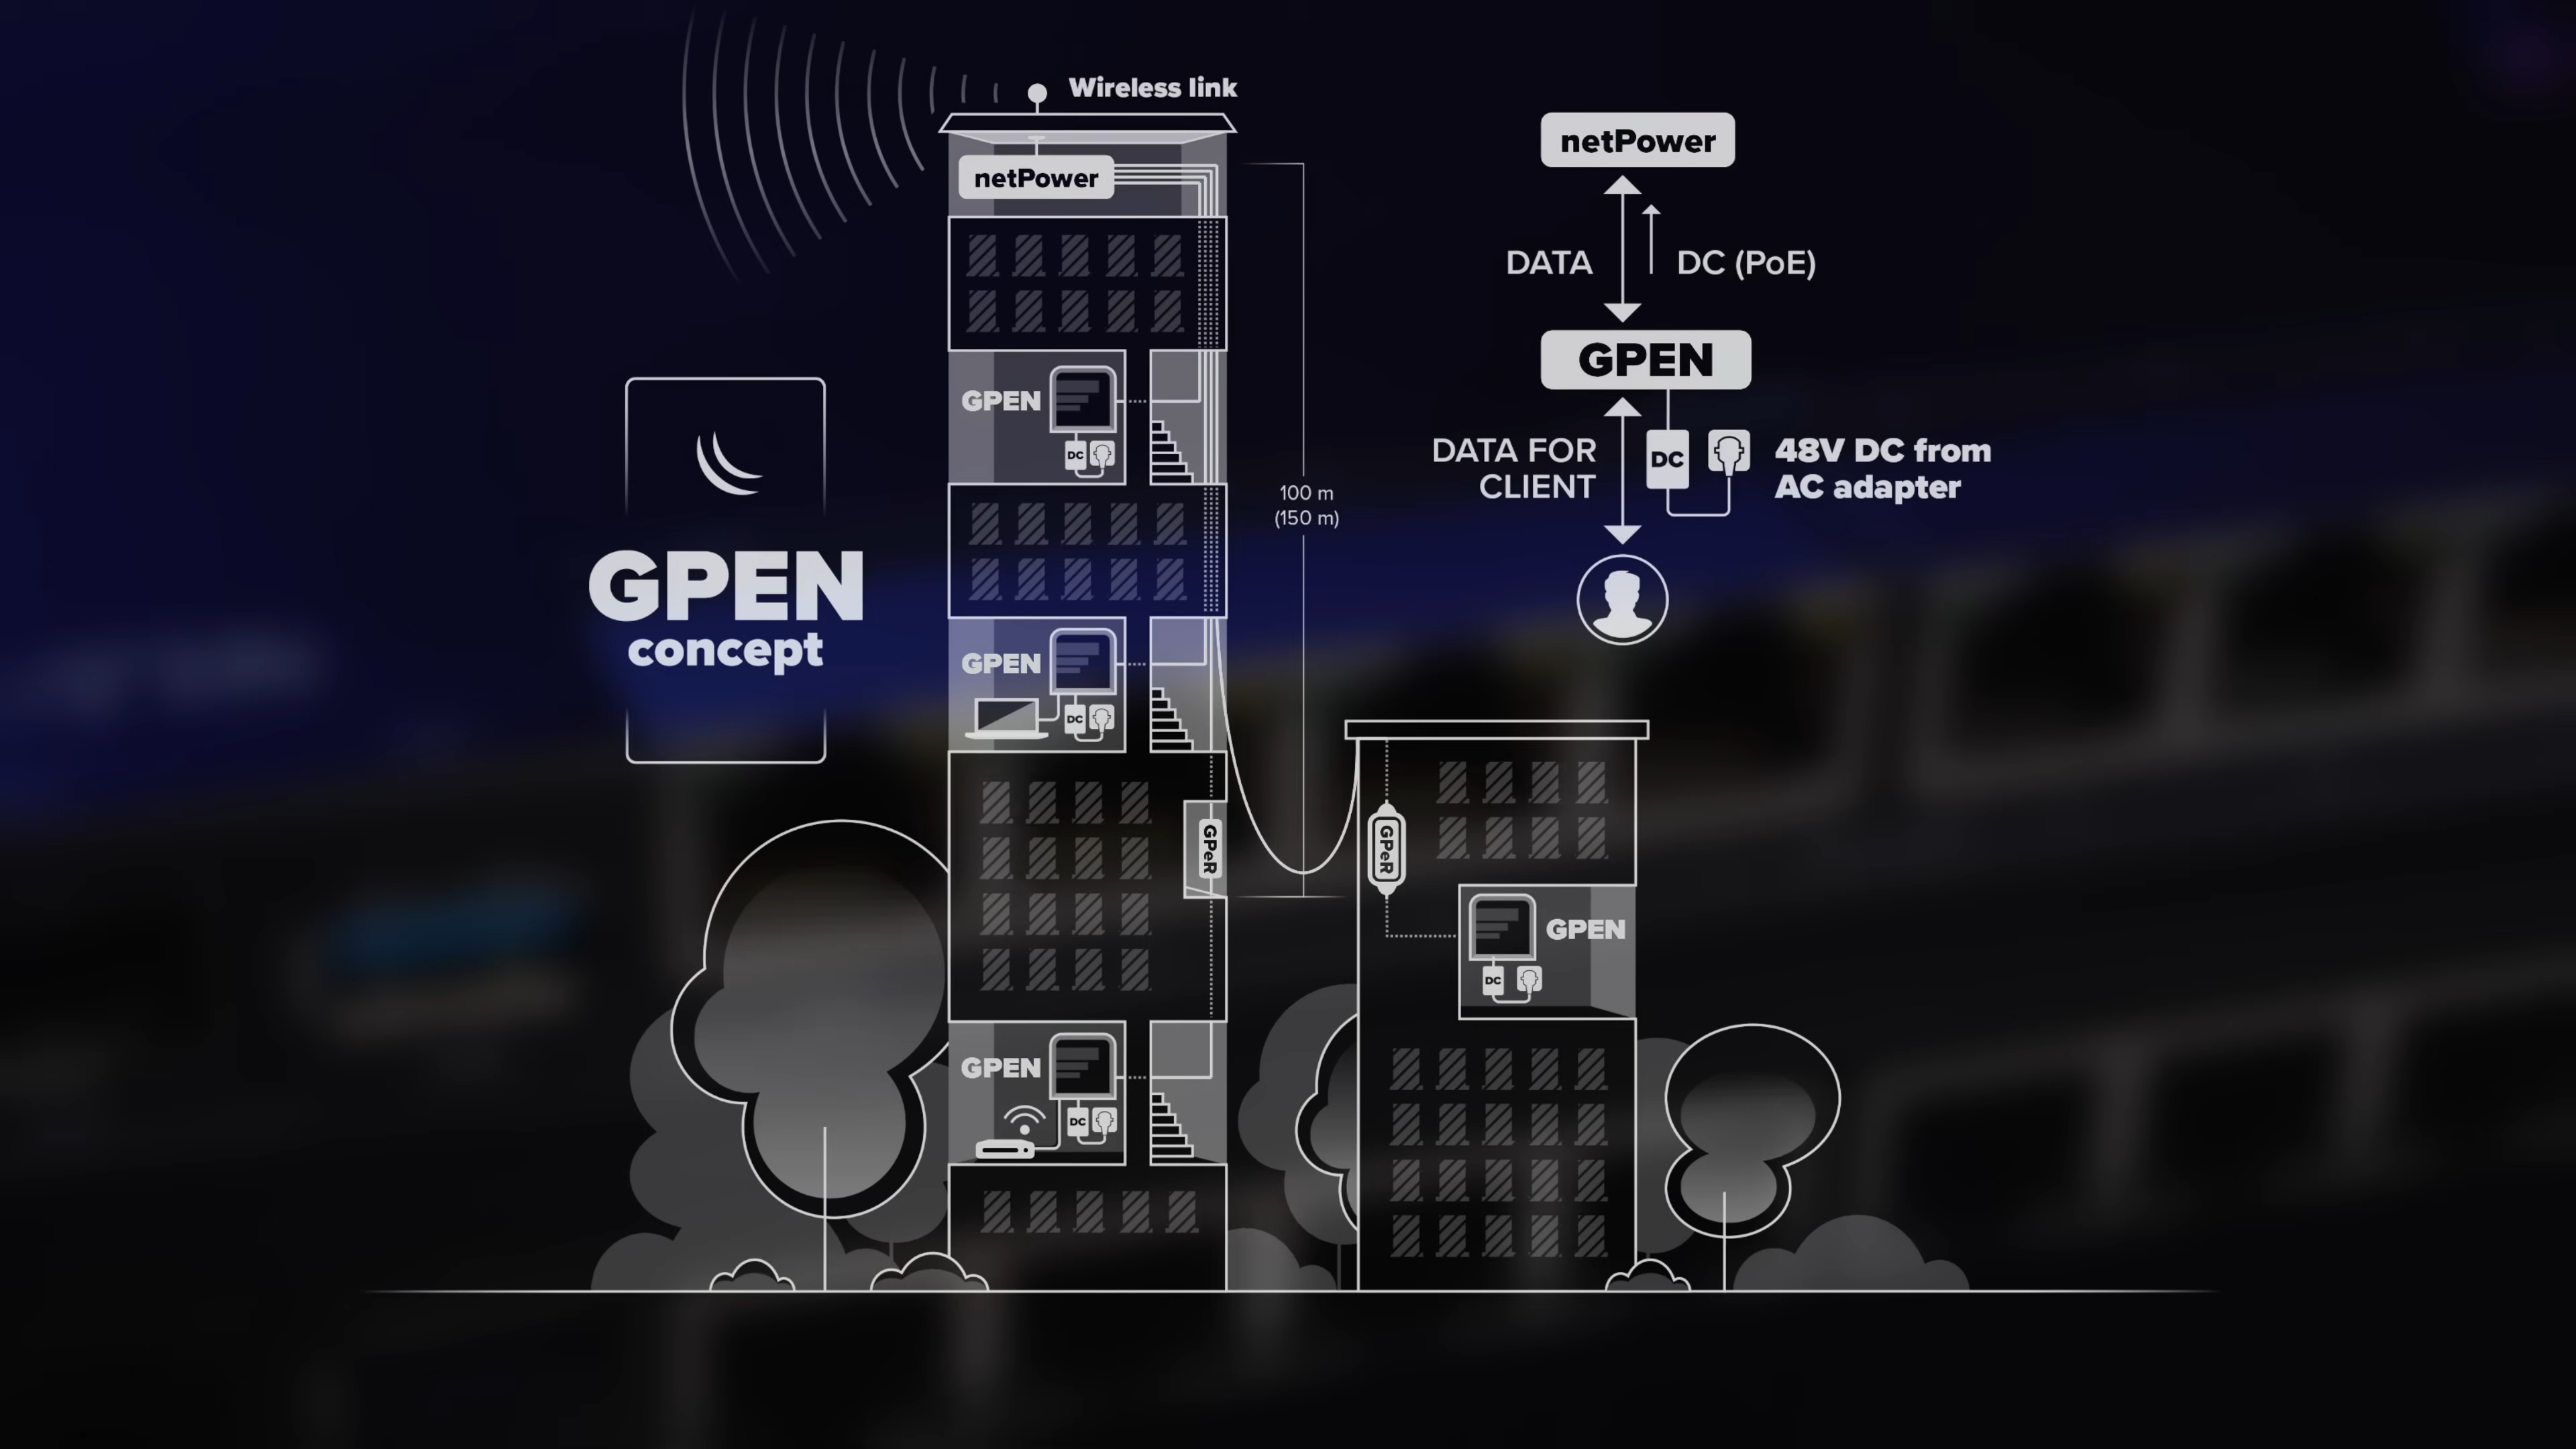 Wireless link
netPower
GPEN
DC
GPEN
DC
GPeR
GPEN
DC
100 m
(150 m)
GPeR
GPEN
DC
GPEN
concept
netPower
DATA
DC (PoE)
GPEN
DATA FOR
CLIENT
DC
48V DC from
AC adapter